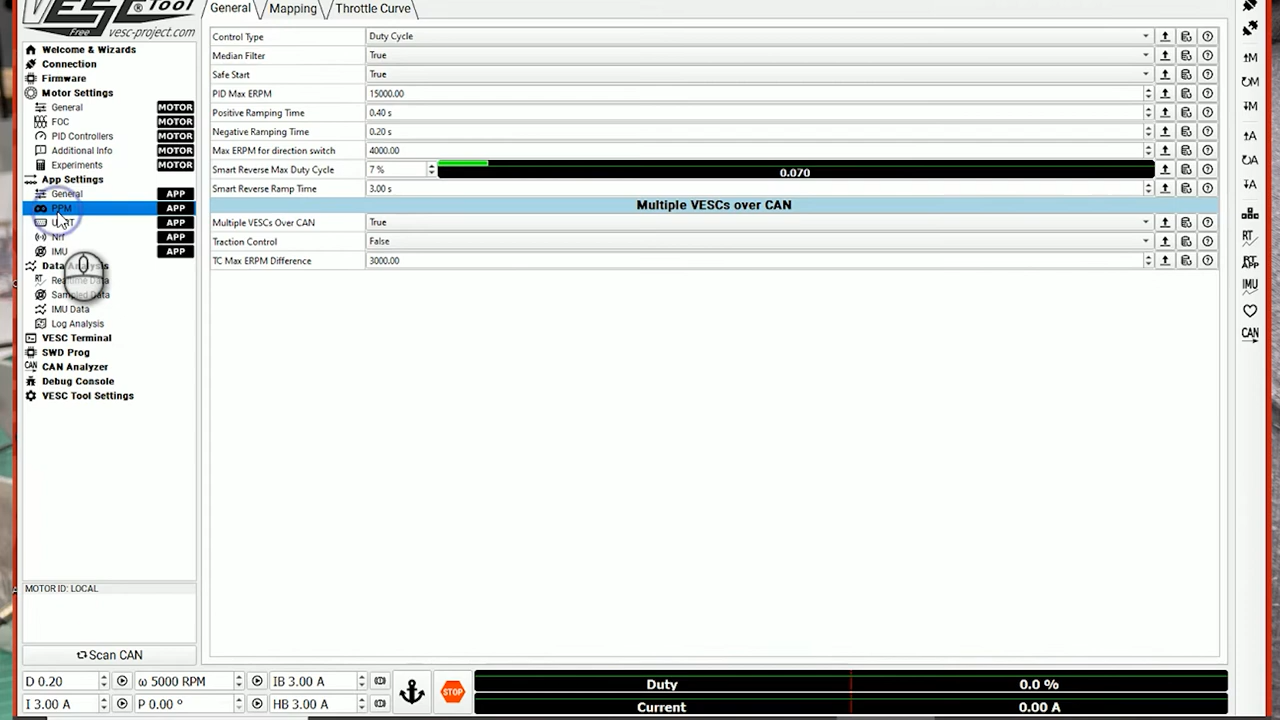 VESC® TOOL
Free vesc-project.com
Welcome & Wizards
Connection
Firmware
Motor Settings
General MOTOR
FOC MOTOR
PID Controllers MOTOR
Additional Info MOTOR
Experiments MOTOR
App Settings
General APP
PPM APP
UART APP
Nrf APP
IMU APP
Data Analysis
RT Realtime Data
Sampled Data
IMU Data
Log Analysis
VESC Terminal
SWD Prog
CAN CAN Analyzer
Debug Console
VESC Tool Settings
MOTOR ID: LOCAL
Scan CAN
General
Mapping
Throttle Curve
Control Type Duty Cycle
Median Filter True
Safe Start True
PID Max ERPM 15000.00
Positive Ramping Time 0.40 s
Negative Ramping Time 0.20 s
Max ERPM for direction switch 4000.00
Smart Reverse Max Duty Cycle 7 % 0.070
Smart Reverse Ramp Time 3.00 s
Multiple VESCs over CAN
Multiple VESCs Over CAN True
Traction Control False
TC Max ERPM Difference 3000.00
↑M
↻M
↓M
↑A
↻A
↓A
RT
RT
APP
IMU
CAN
D 0.20 ω 5000 RPM IB 3.00 A
I 3.00 A P 0.00 ° HB 3.00 A
STOP
Duty 0.0 %
Current 0.00 A